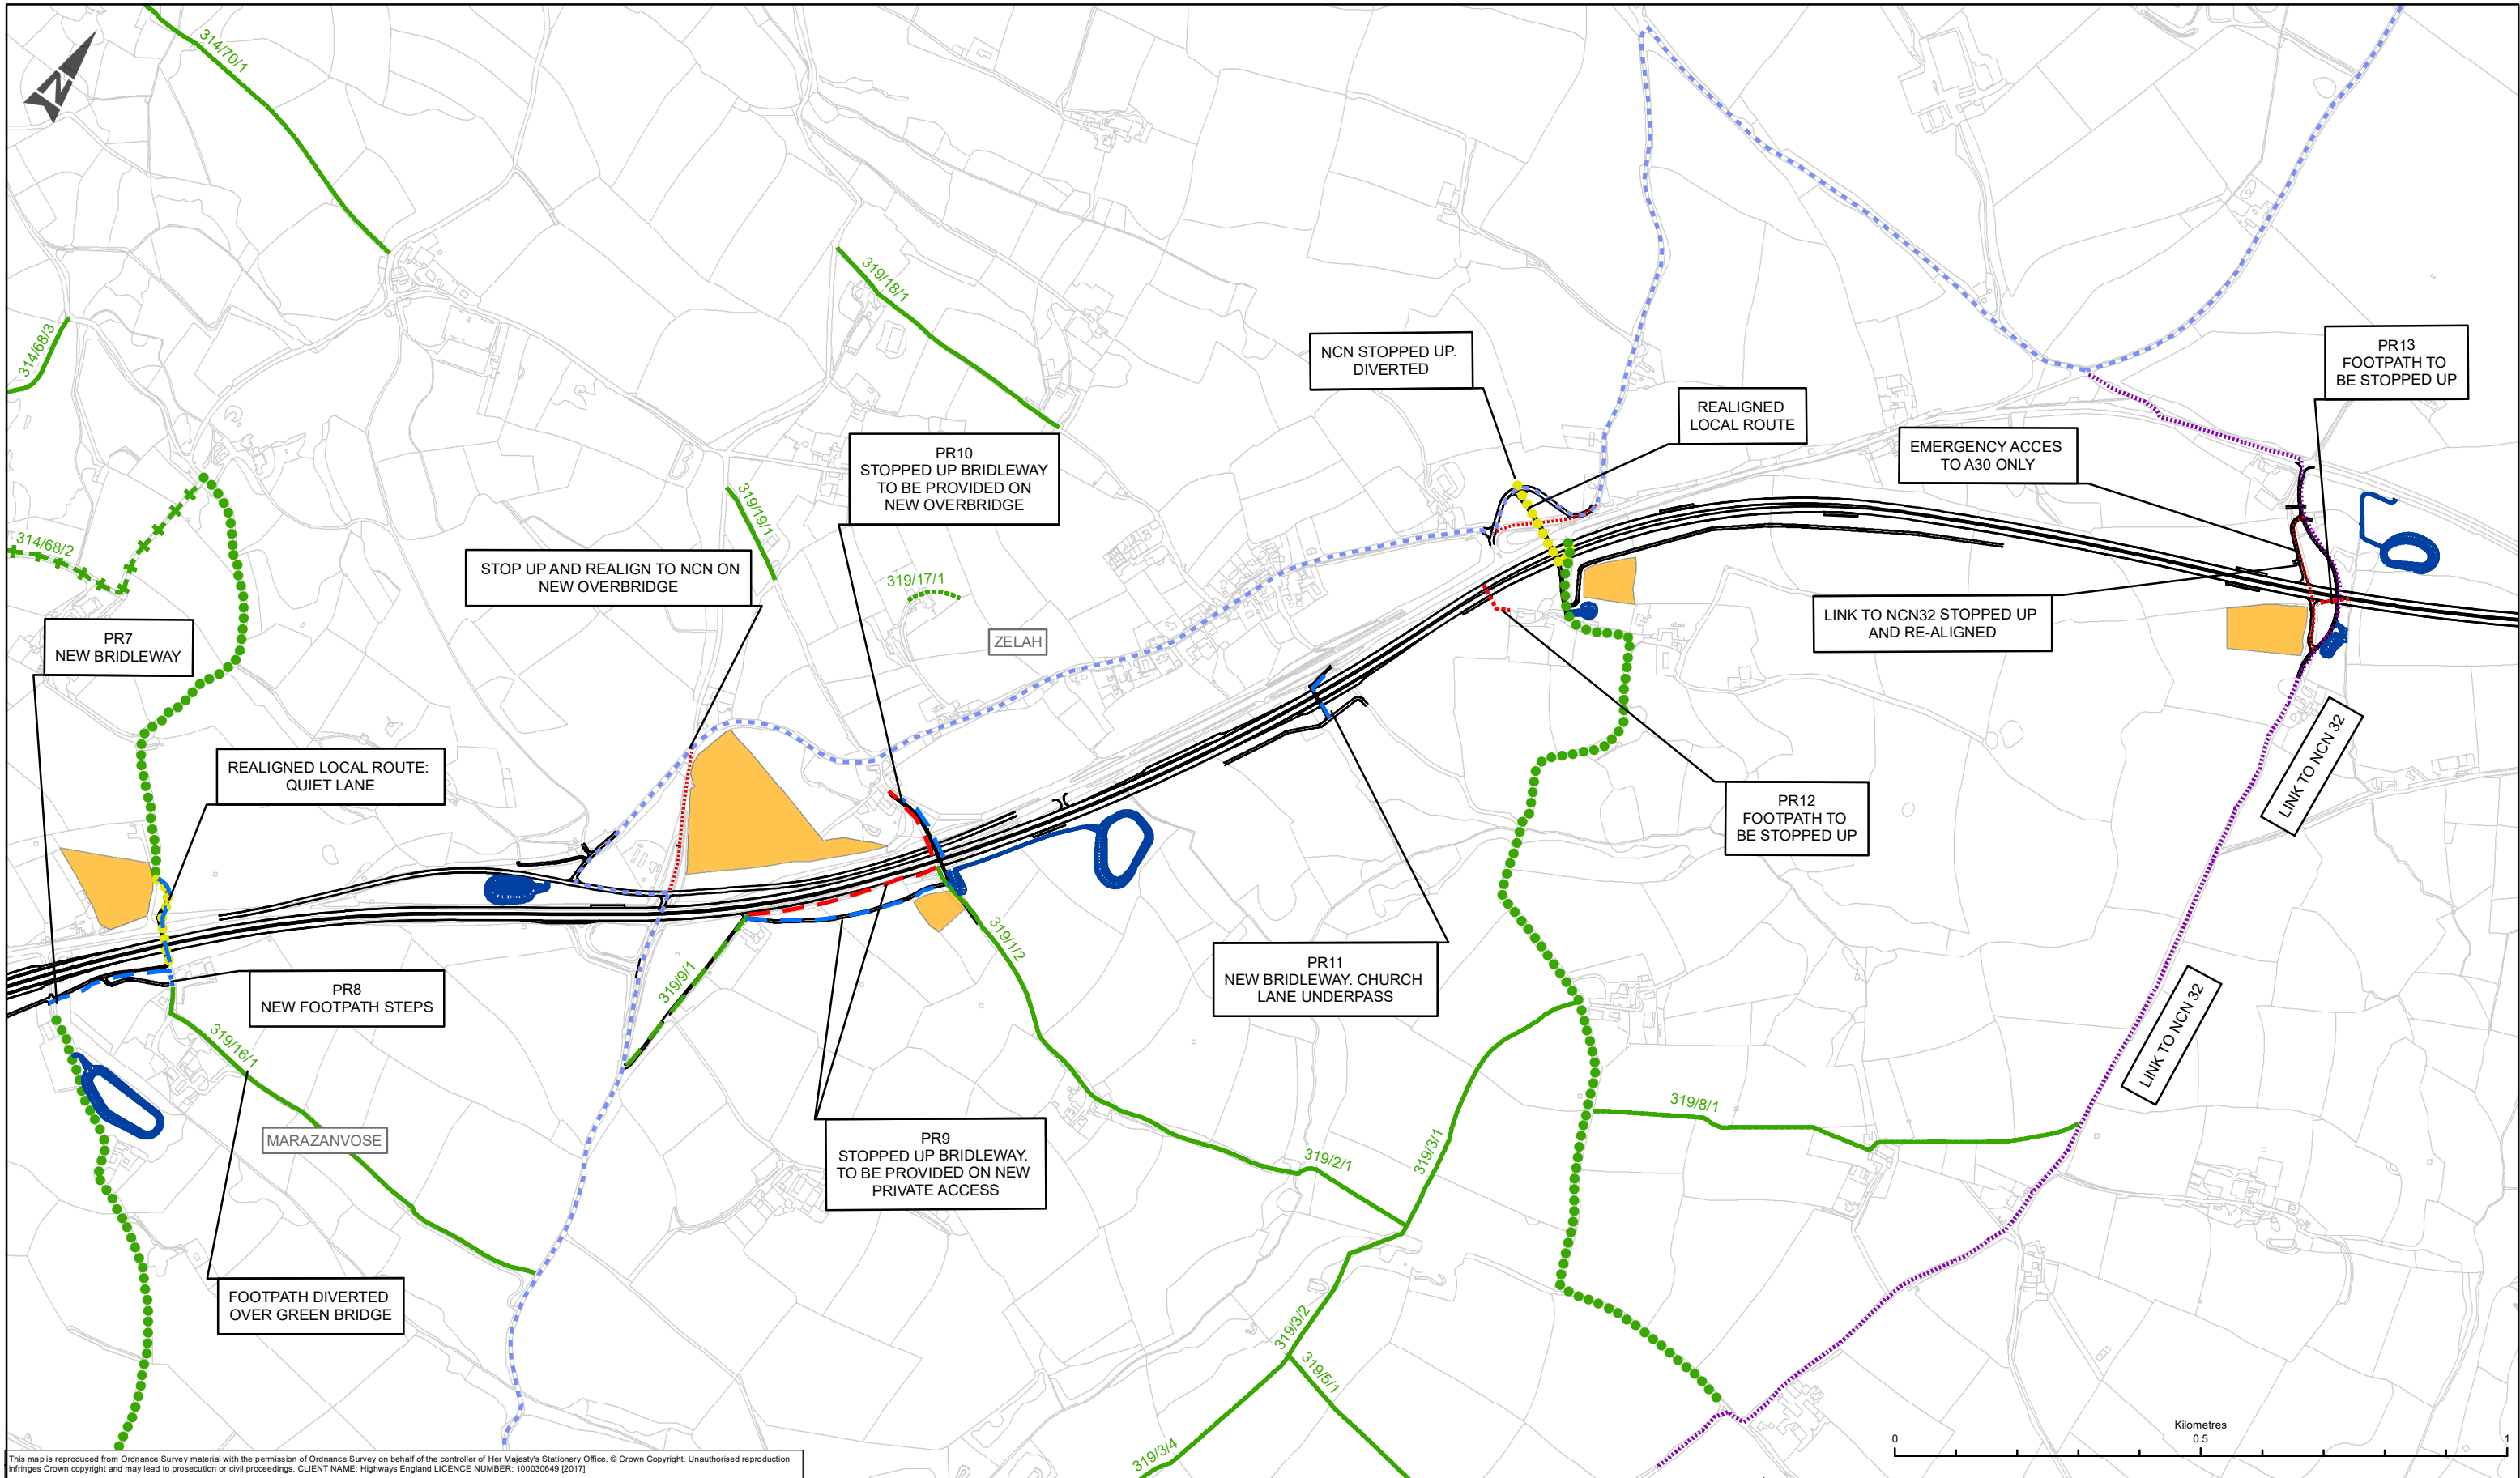 314/70/1
N
314/68/3
319/18/1
NCN STOPPED UP.
DIVERTED
PR13
FOOTPATH TO
BE STOPPED UP
REALIGNED
LOCAL ROUTE
EMERGENCY ACCES
TO A30 ONLY
PR10
STOPPED UP BRIDLEWAY
TO BE PROVIDED ON
NEW OVERBRIDGE
319/19/1
314/68/2
STOP UP AND REALIGN TO NCN ON
NEW OVERBRIDGE
319/17/1
ZELAH
LINK TO NCN32 STOPPED UP
AND RE-ALIGNED
PR7
NEW BRIDLEWAY
REALIGNED LOCAL ROUTE:
QUIET LANE
LINK TO NCN 32
PR12
FOOTPATH TO
BE STOPPED UP
319/1/2
319/9/1
PR11
NEW BRIDLEWAY. CHURCH
LANE UNDERPASS
PR8
NEW FOOTPATH STEPS
LINK TO NCN 32
319/16/1
MARAZANVOSE
PR9
STOPPED UP BRIDLEWAY.
TO BE PROVIDED ON NEW
PRIVATE ACCESS
319/8/1
319/3/1
319/2/1
FOOTPATH DIVERTED
OVER GREEN BRIDGE
319/3/2
319/5/1
319/3/4
Kilometres
0 0.5 1
This map is reproduced from Ordnance Survey material with the permission of Ordnance Survey on behalf of the controller of Her Majesty's Stationery Office. © Crown Copyright. Unauthorised reproduction
infringes Crown copyright and may lead to prosecution or civil proceedings. CLIENT NAME: Highways England LICENCE NUMBER: 100030649 [2017]